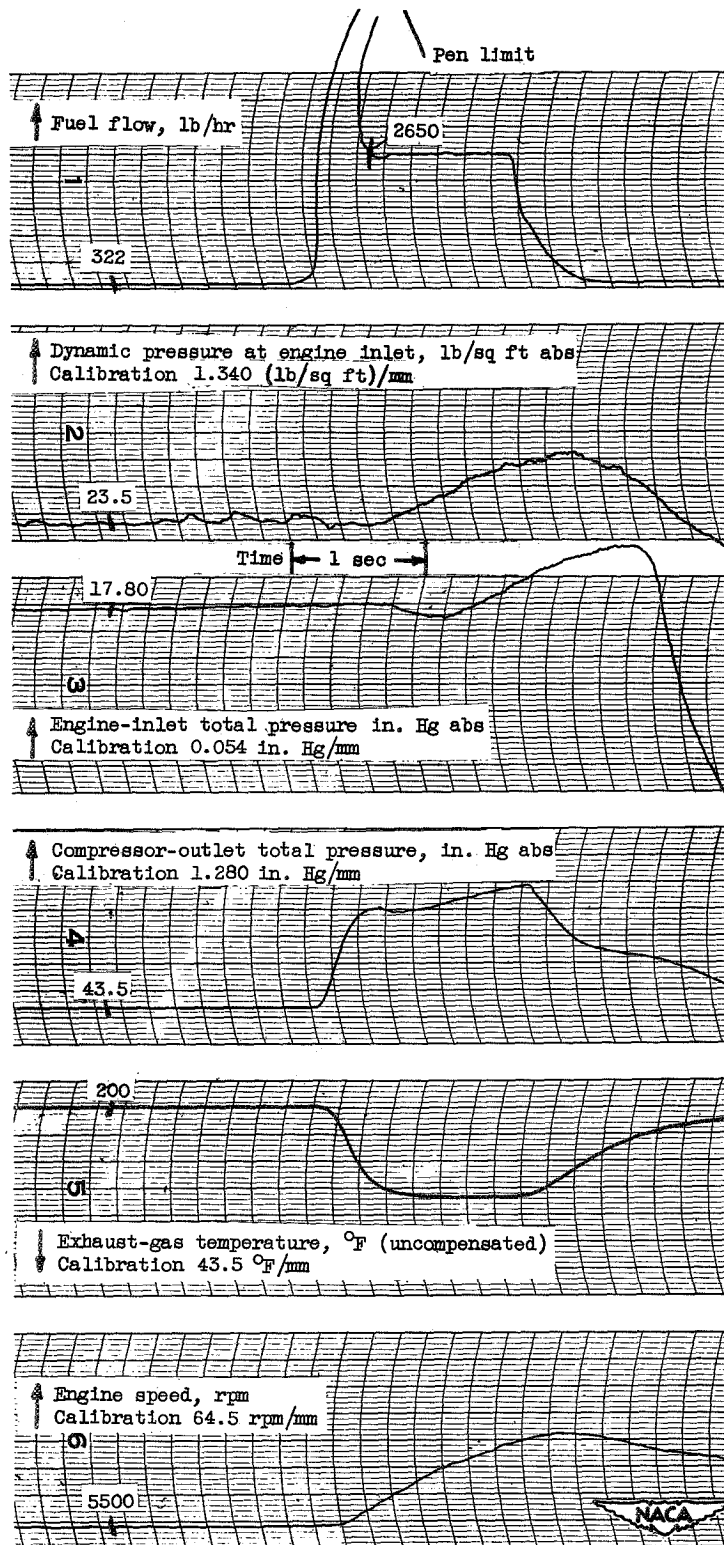 Pen limit
Fuel flow, lb/hr
2650
1
322
Dynamic pressure at engine inlet, lb/sq ft abs
Calibration 1.340 (lb/sq ft)/mm
2
23.5
Time 1 sec
17.80
3
Engine-inlet total pressure in. Hg abs
Calibration 0.054 in. Hg/mm
Compressor-outlet total pressure, in. Hg abs
Calibration 1.280 in. Hg/mm
4
43.5
200
5
Exhaust-gas temperature, °F (uncompensated)
Calibration 43.5 °F/mm
Engine speed, rpm
Calibration 64.5 rpm/mm
6
5500
NACA